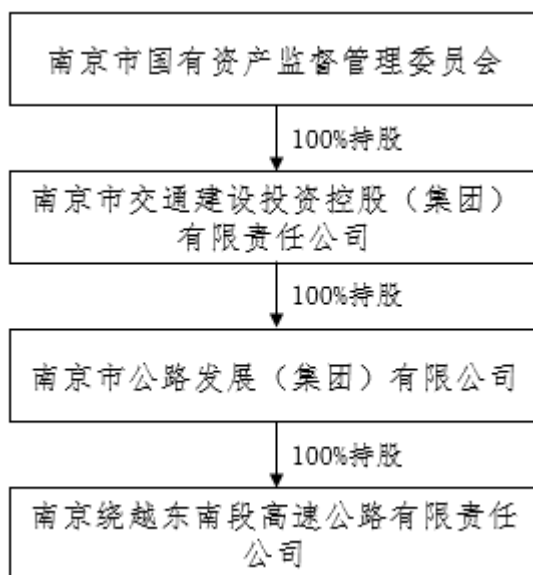 南京市国有资产监督管理委员会
100%持股
南京市交通建设投资控股（集团）
有限责任公司
100%持股
南京市公路发展（集团）有限公司
100%持股
南京绕越东南段高速公路有限责任
公司